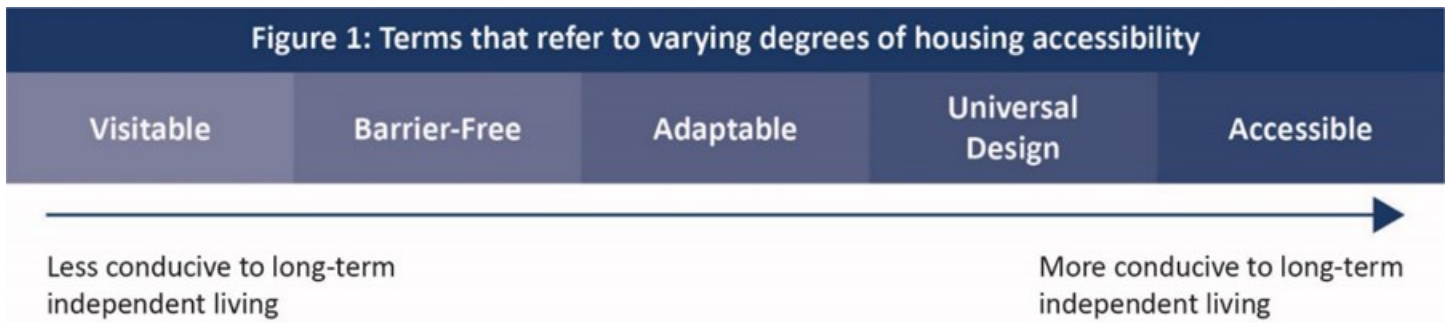 Figure 1: Terms that refer to varying degrees of housing accessibility
Visitable
Barrier-Free
Adaptable
Universal
Design
Accessible
Less conducive to long-term
independent living
More conducive to long-term
independent living